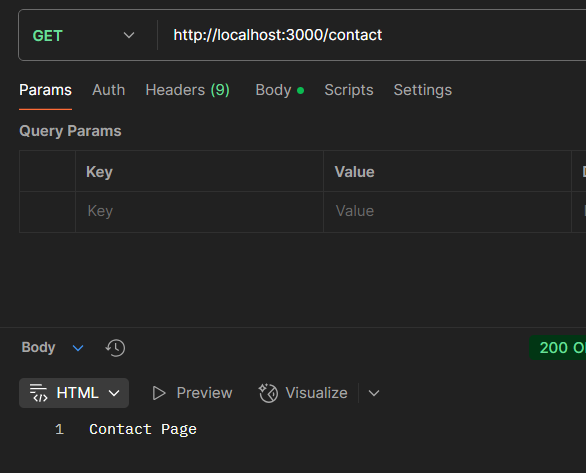 GET http://localhost:3000/contact
Params Auth Headers (9) Body Scripts Settings
Query Params
Key Value
Key Value
Body 200 O
HTML Preview Visualize
1 Contact Page